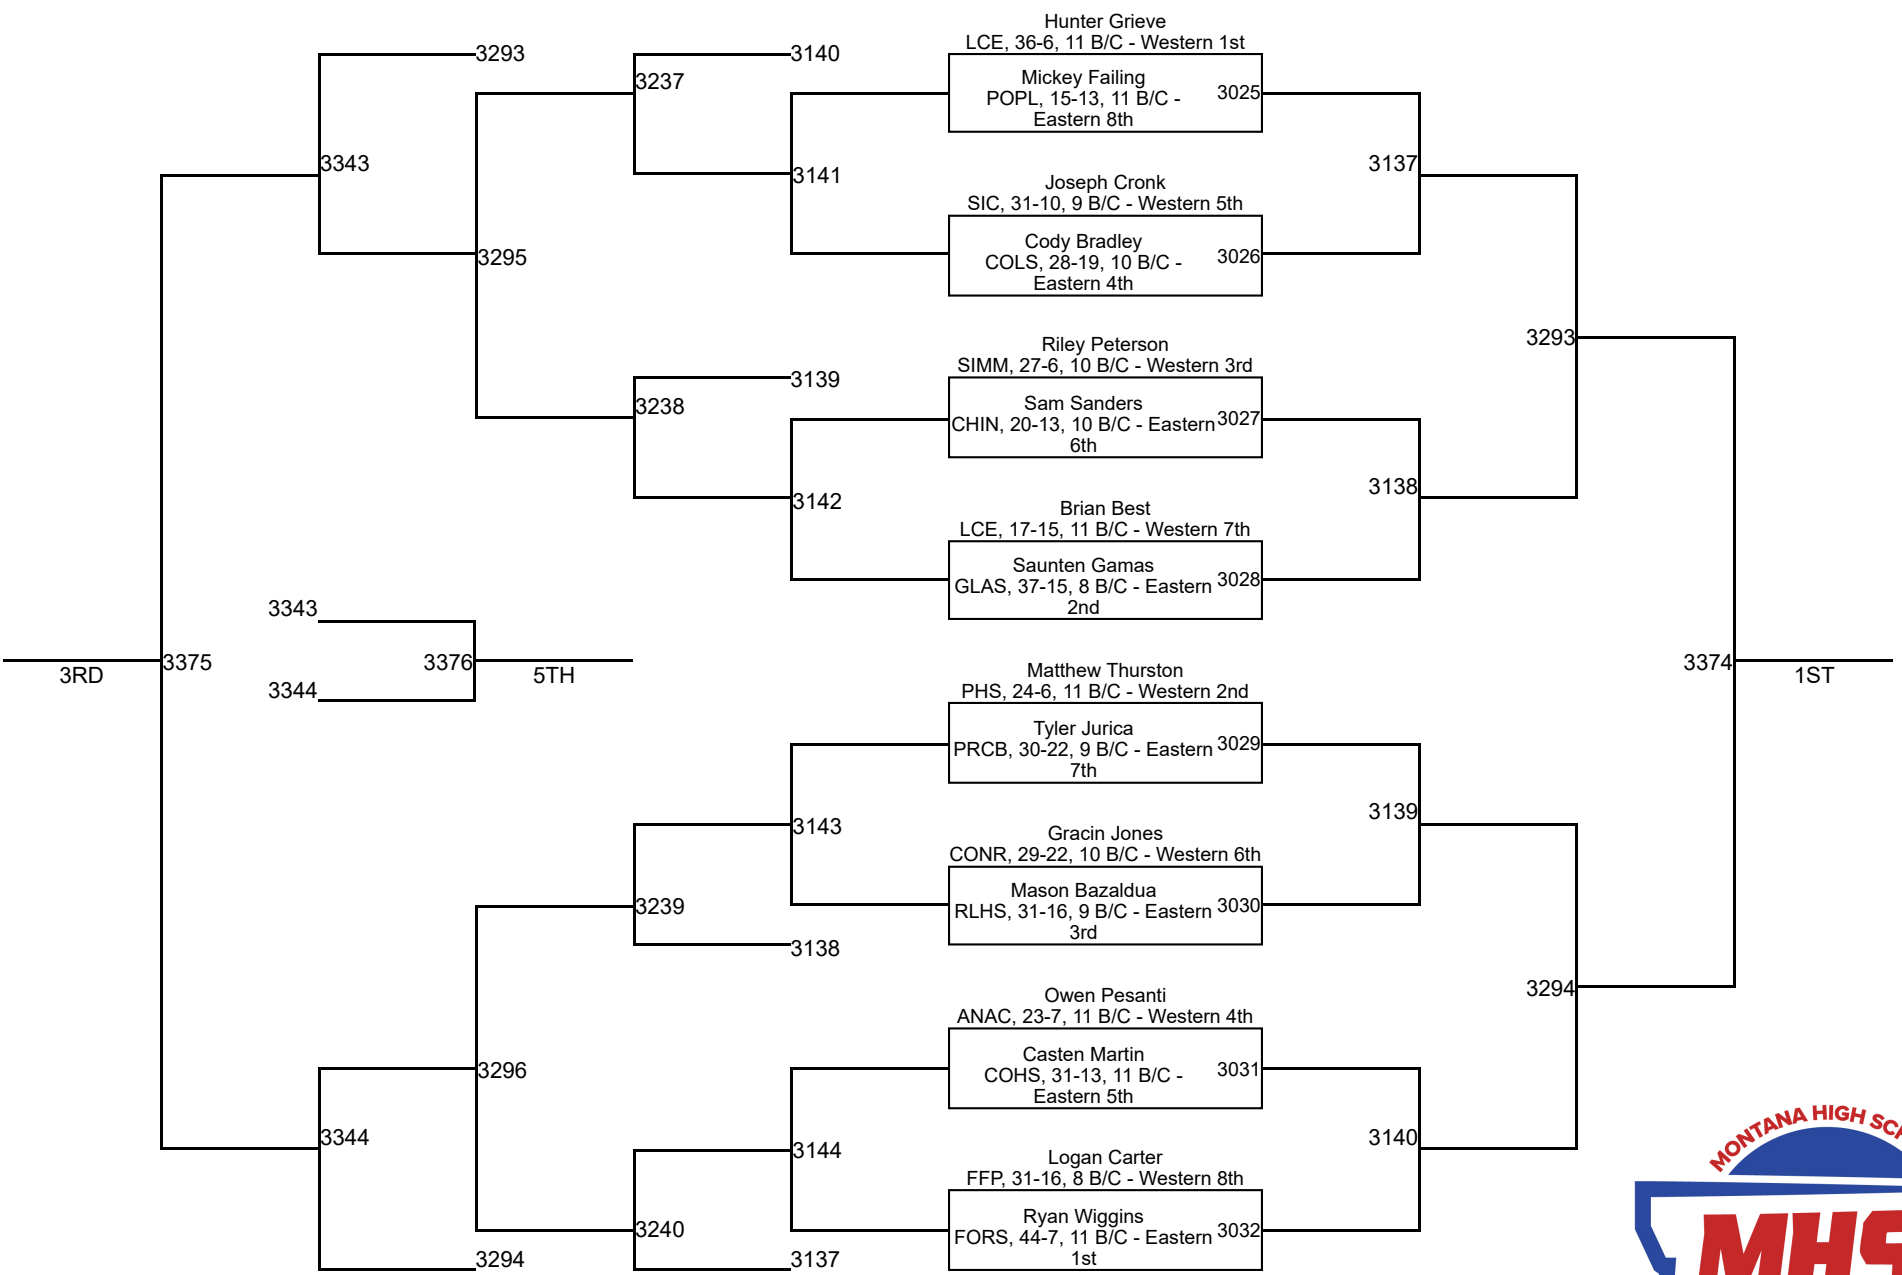 Hunter Grieve
LCE, 36-6, 11 B/C - Western 1st
3293
3140
3237
Mickey Failing
POPL, 15-13, 11 B/C -
Eastern 8th
3025
3343
3141
3137
Joseph Cronk
SIC, 31-10, 9 B/C - Western 5th
Cody Bradley
COLS, 28-19, 10 B/C -
Eastern 4th
3026
3295
3293
Riley Peterson
SIMM, 27-6, 10 B/C - Western 3rd
3139
3238
Sam Sanders
CHIN, 20-13, 10 B/C - Eastern
6th
3027
3142
3138
Brian Best
LCE, 17-15, 11 B/C - Western 7th
Saunten Gamas
GLAS, 37-15, 8 B/C - Eastern
2nd
3028
3343
3375
3RD
3344
3376
5TH
3374
1ST
Matthew Thurston
PHS, 24-6, 11 B/C - Western 2nd
Tyler Jurica
PRCB, 30-22, 9 B/C - Eastern
7th
3029
3143
3139
Gracin Jones
CONR, 29-22, 10 B/C - Western 6th
Mason Bazaldua
RLHS, 31-16, 9 B/C - Eastern
3rd
3030
3239
3138
3294
Owen Pesanti
ANAC, 23-7, 11 B/C - Western 4th
Casten Martin
COHS, 31-13, 11 B/C -
Eastern 5th
3031
3296
3344
3144
3140
Logan Carter
FFP, 31-16, 8 B/C - Western 8th
Ryan Wiggins
FORS, 44-7, 11 B/C - Eastern
1st
3032
3240
3294
3137
MONTANA HIGH SCH
MHS